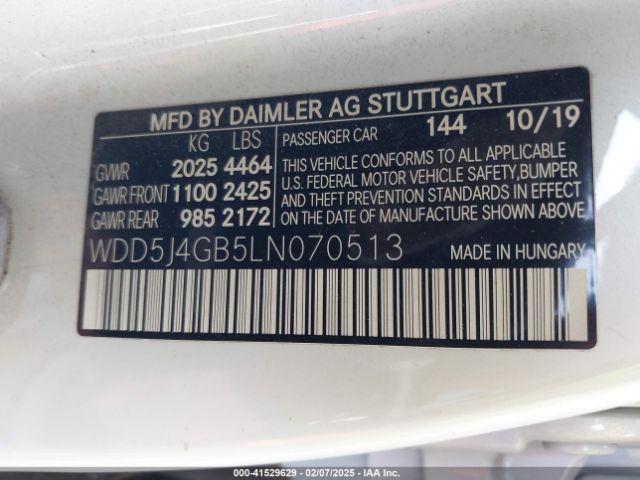 MFD BY DAIMLER AG STUTTGART
KG LBS
GVWR 2025 4464
GAWR FRONT 1100 2425
GAWR REAR 985 2172
PASSENGER CAR 144 10/19
THIS VEHICLE CONFORMS TO ALL APPLICABLE
U.S. FEDERAL MOTOR VEHICLE SAFETY,BUMPER
AND THEFT PREVENTION STANDARDS IN EFFECT
ON THE DATE OF MANUFACTURE SHOWN ABOVE.
WDD5J4GB5LN070513
MADE IN HUNGARY
000-41529629 - 02/07/2025 - IAA Inc.